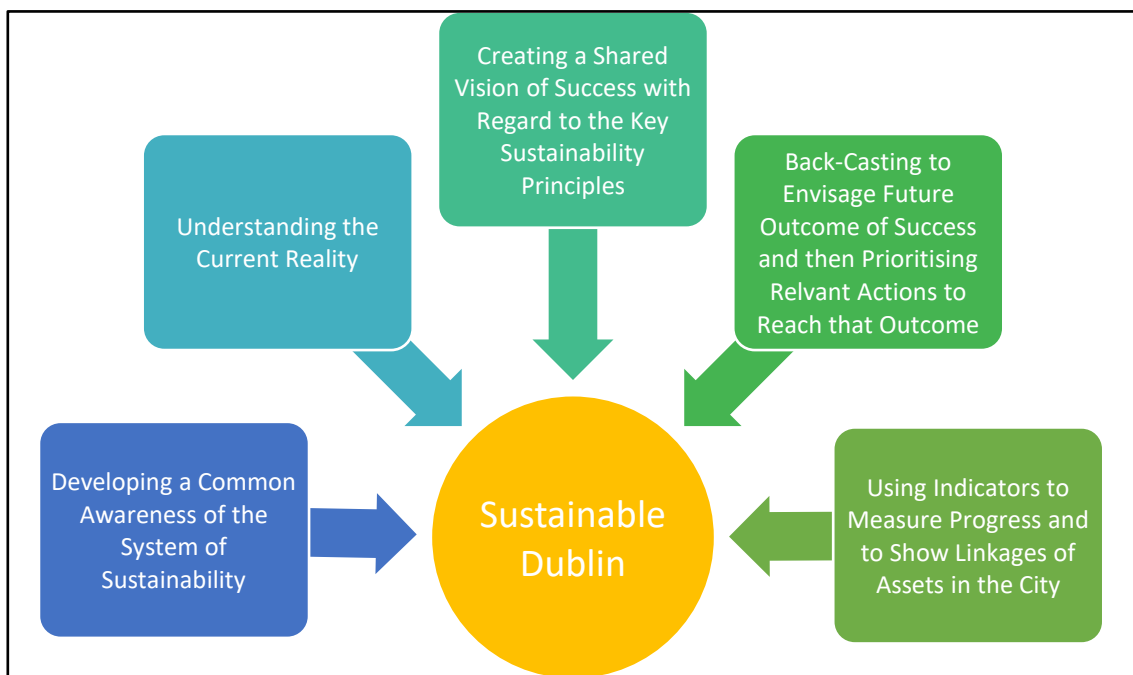 Developing a Common
Awareness of the
System of
Sustainability
Understanding the
Current Reality
Creating a Shared
Vision of Success with
Regard to the Key
Sustainability
Principles
Back-Casting to
Envisage Future
Outcome of Success
and then Prioritising
Relvant Actions to
Reach that Outcome
Using Indicators to
Measure Progress and
to Show Linkages of
Assets in the City
Sustainable
Dublin